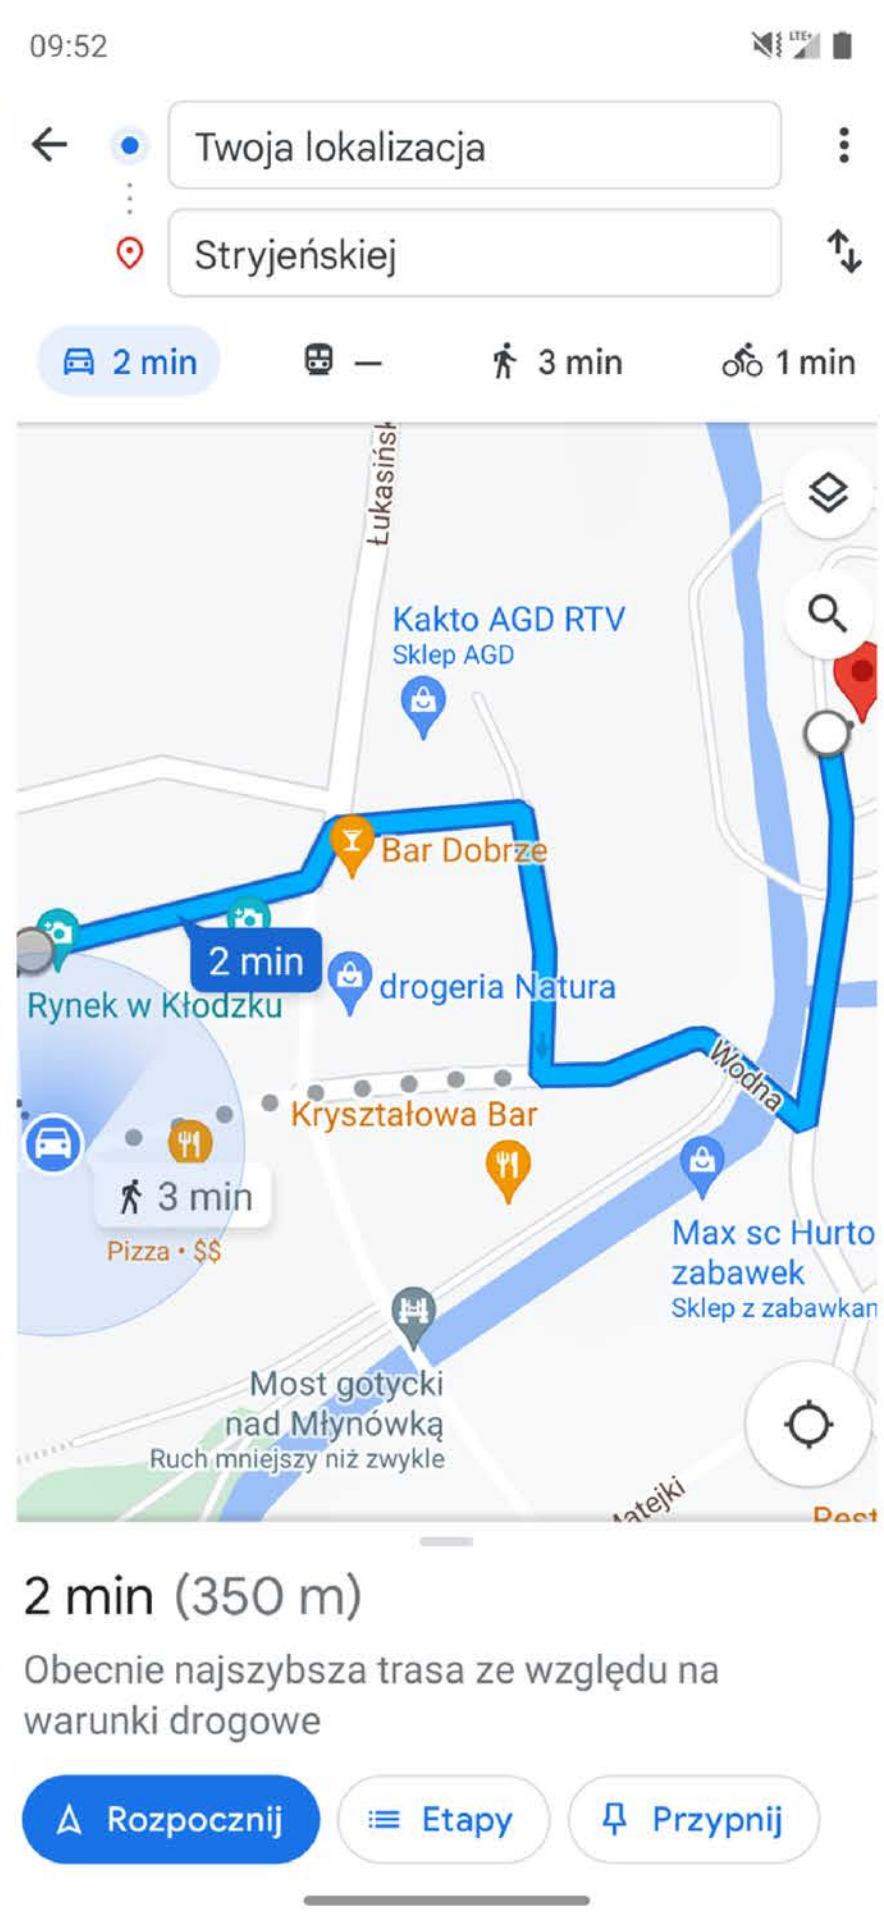 09:52
LTE+
Twoja lokalizacja
Stryjeńskiej
2 min
—
3 min
1 min
Łukasińsk
Kakto AGD RTV
Sklep AGD
Bar Dobrze
2 min
drogeria Natura
Rynek w Kłodzku
Wodna
Kryształowa Bar
3 min
Pizza • $$
Max sc Hurto
zabawek
Sklep z zabawkan
Most gotycki
nad Młynówką
Ruch mniejszy niż zwykle
atejki
Rest
2 min (350 m)
Obecnie najszybsza trasa ze względu na
warunki drogowe
Rozpocznij
Etapy
Przypnij